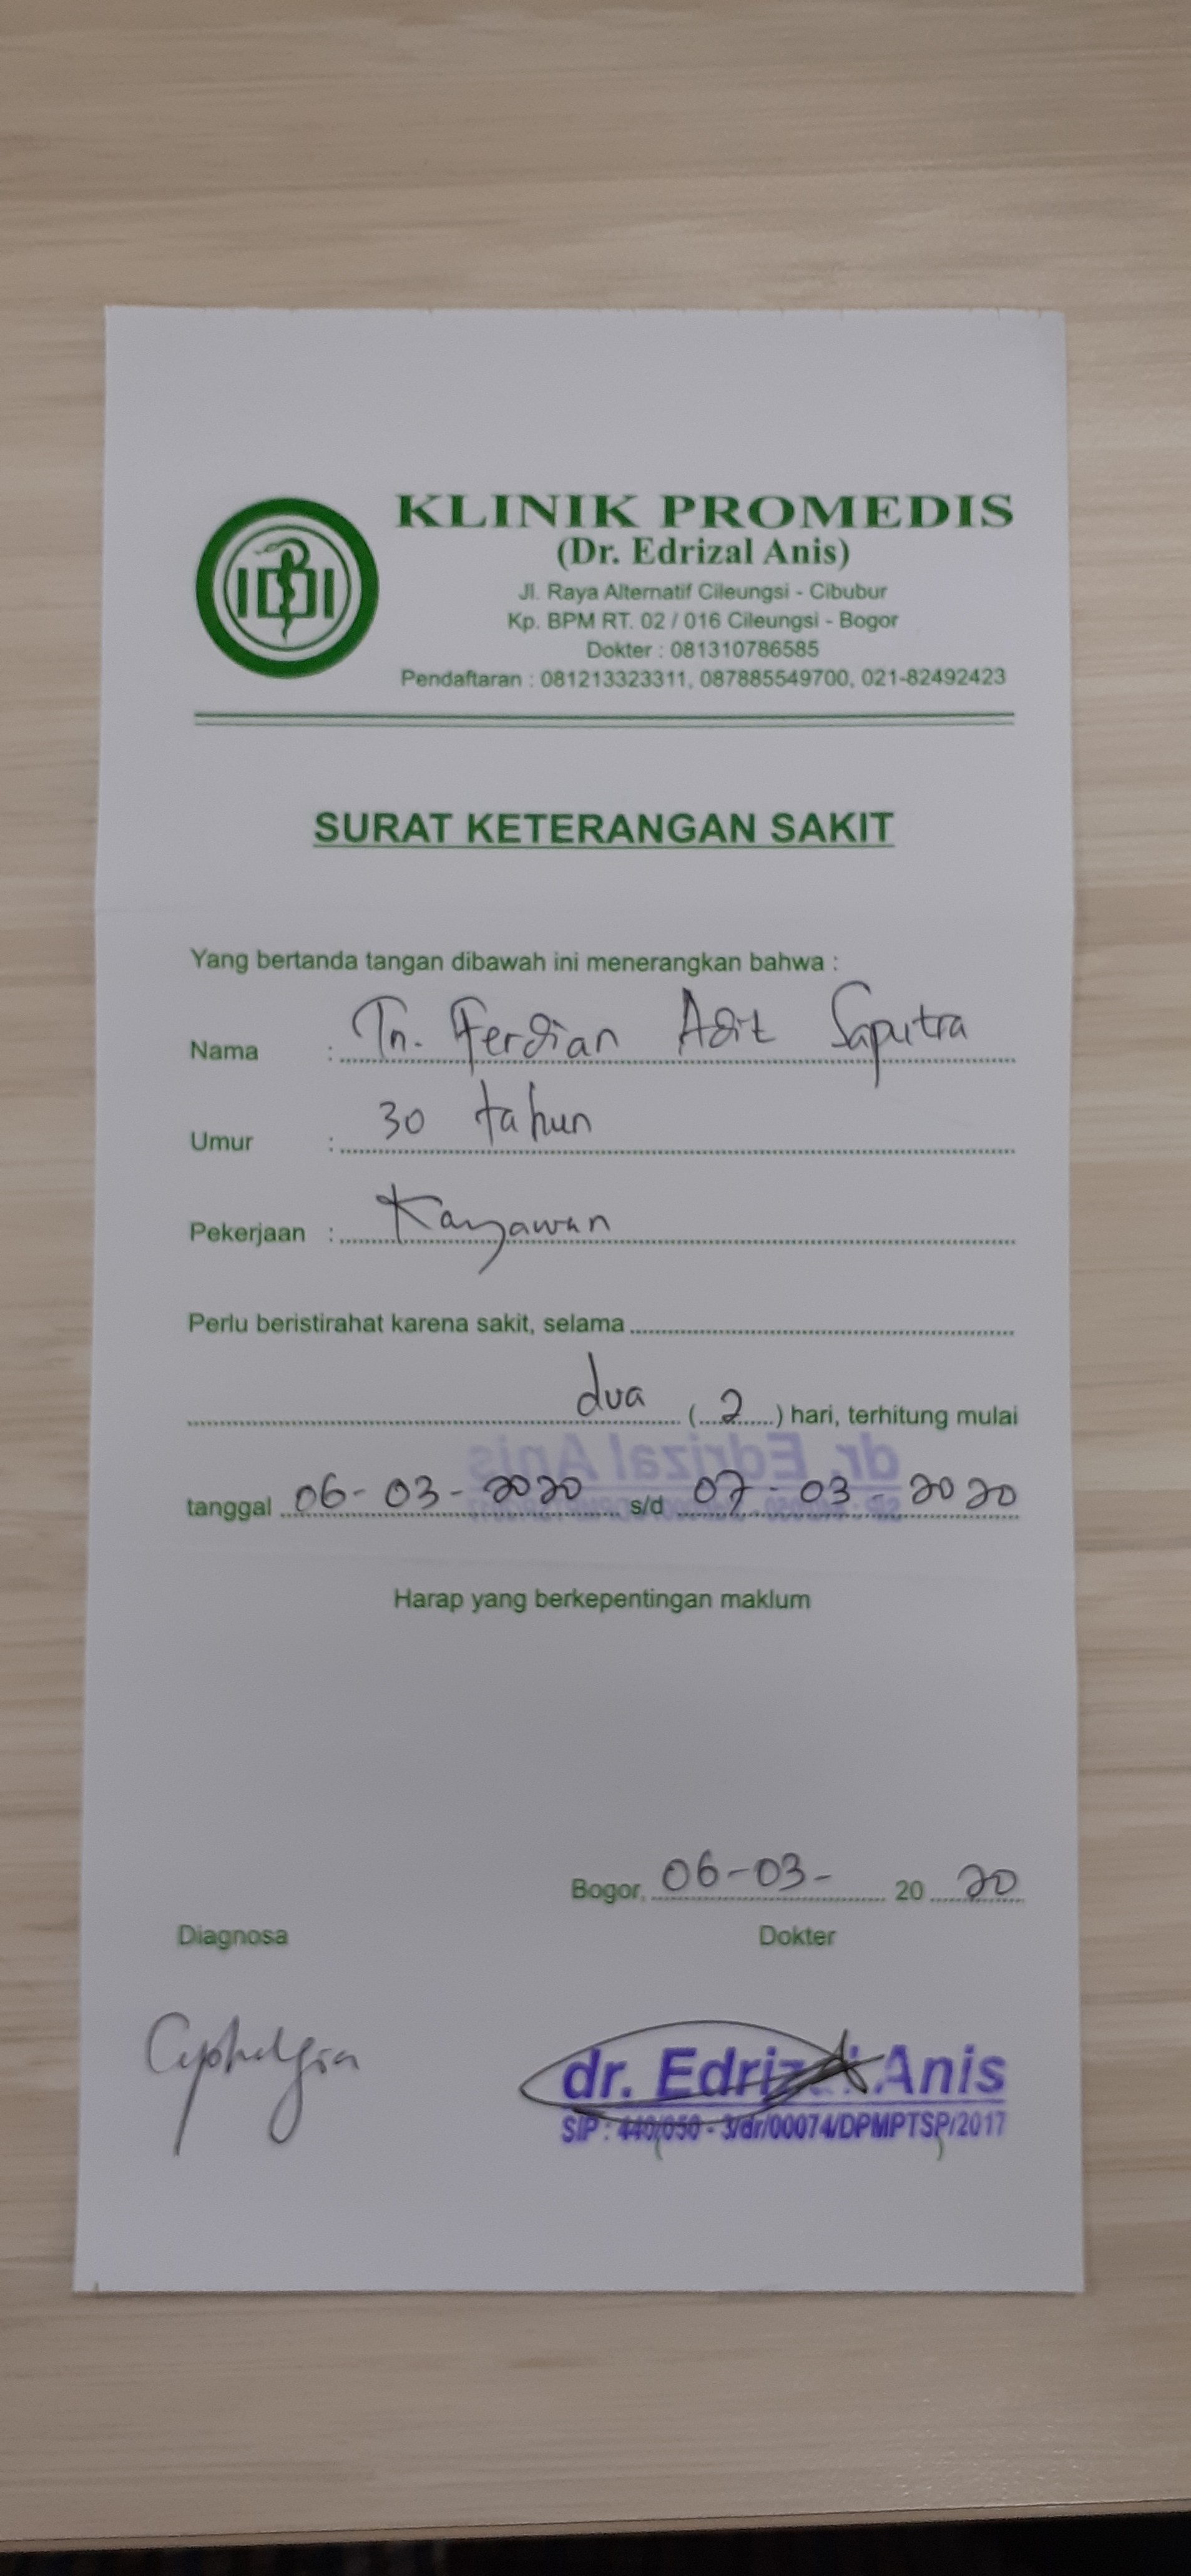 IDI
KLINIK PROMEDIS
(Dr. Edrizal Anis)
Jl. Raya Alternatif Cileungsi - Cibubur
Kp. BPM RT. 02 / 016 Cileungsi - Bogor
Dokter : 081310786585
Pendaftaran : 081213323311, 087885549700, 021-82492423
SURAT KETERANGAN SAKIT
Yang bertanda tangan dibawah ini menerangkan bahwa :
Nama : Tn. Ferdian Adit Saputra
Umur : 30 tahun
Pekerjaan : Karyawan
Perlu beristirahat karena sakit, selama
dua (2) hari, terhitung mulai
dr. Edrizal Anis
tanggal 06-03-2020 s/d 07-03-2020
Harap yang berkepentingan maklum
Bogor, 06-03- 20 20
Diagnosa Dokter
Cephalgia
dr. Edrizal Anis
SIP : 440/050 - 3/dr/00074/DPMPTSP/2017